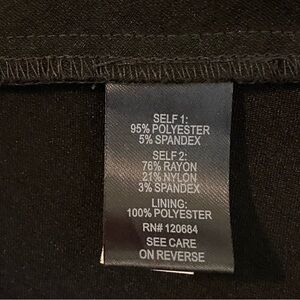 SELF 1:
95% POLYESTER
5% SPANDEX
SELF 2:
76% RAYON
21% NYLON
3% SPANDEX
LINING:
100% POLYESTER
RN# 120684
SEE CARE
ON REVERSE